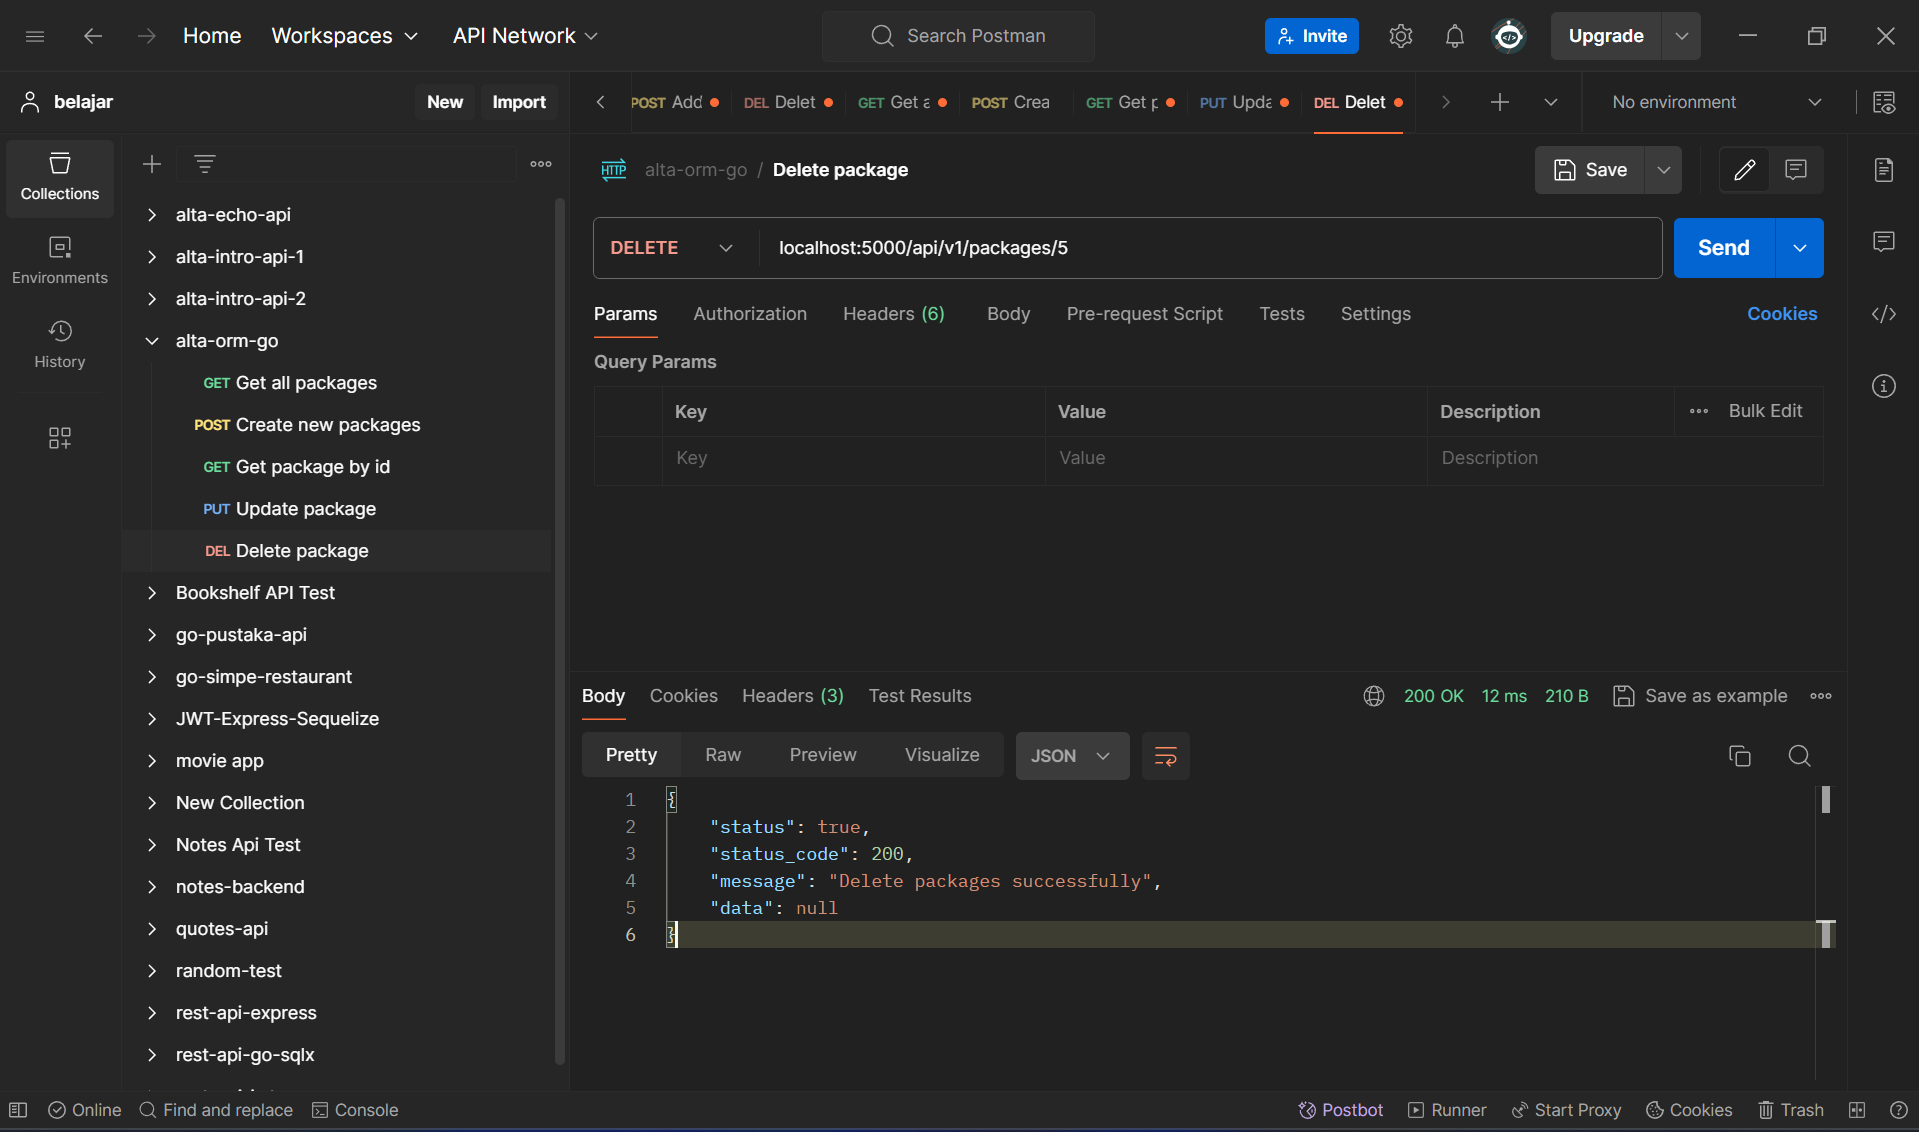 Home Workspaces API Network Search Postman Invite Upgrade
belajar New Import
POST Add DEL Delet GET Get POST Crea GET Get PUT Upda DEL Delet No environment
Collections
Environments
History
alta-echo-api
alta-intro-api-1
alta-intro-api-2
alta-orm-go
GET Get all packages
POST Create new packages
GET Get package by id
PUT Update package
DEL Delete package
Bookshelf API Test
go-pustaka-api
go-simpe-restaurant
JWT-Express-Sequelize
movie app
New Collection
Notes Api Test
notes-backend
quotes-api
random-test
rest-api-express
rest-api-go-sqlx
HTTP alta-orm-go / Delete package Save
DELETE localhost:5000/api/v1/packages/5 Send
Params Authorization Headers (6) Body Pre-request Script Tests Settings Cookies
Query Params
Key Value Description Bulk Edit
Key Value Description
Body Cookies Headers (3) Test Results 200 OK 12 ms 210 B Save as example
Pretty Raw Preview Visualize JSON
1 {
2 "status": true,
3 "status_code": 200,
4 "message": "Delete packages successfully",
5 "data": null
6 }
Online Find and replace Console Postbot Runner Start Proxy Cookies Trash